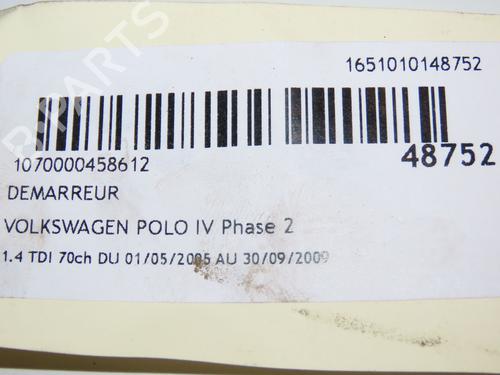 1651010148752
1070000458612
48752
DEMARREUR
VOLKSWAGEN POLO IV Phase 2
1.4 TDI 70ch DU 01/05/2005 AU 30/09/2009